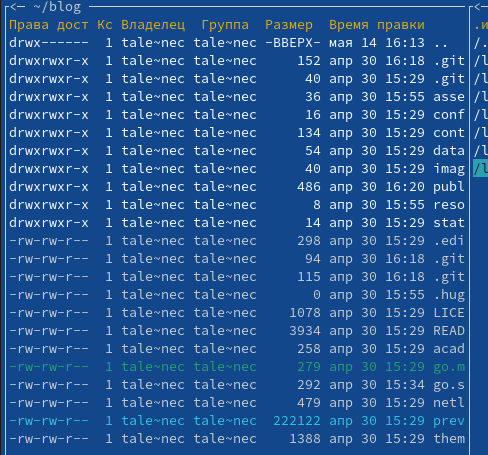 <— ~/blog
Права дост Кс Владелец Группа Размер Время правки
drwx------ 1 tale~nec tale~nec -ВВЕРХ- мая 14 16:13 ..
drwxrwxr-x 1 tale~nec tale~nec 152 апр 30 16:18 .git
drwxrwxr-x 1 tale~nec tale~nec 40 апр 30 15:29 .git
drwxrwxr-x 1 tale~nec tale~nec 36 апр 30 15:55 asse
drwxrwxr-x 1 tale~nec tale~nec 16 апр 30 15:29 conf
drwxrwxr-x 1 tale~nec tale~nec 134 апр 30 15:29 cont
drwxrwxr-x 1 tale~nec tale~nec 54 апр 30 15:29 data
drwxrwxr-x 1 tale~nec tale~nec 40 апр 30 15:29 imag
drwxrwxr-x 1 tale~nec tale~nec 486 апр 30 16:20 publ
drwxrwxr-x 1 tale~nec tale~nec 8 апр 30 15:55 reso
drwxrwxr-x 1 tale~nec tale~nec 14 апр 30 15:29 stat
-rw-rw-r-- 1 tale~nec tale~nec 298 апр 30 15:29 .edi
-rw-rw-r-- 1 tale~nec tale~nec 94 апр 30 16:18 .git
-rw-rw-r-- 1 tale~nec tale~nec 115 апр 30 16:18 .git
-rw-rw-r-- 1 tale~nec tale~nec 0 апр 30 15:55 .hug
-rw-rw-r-- 1 tale~nec tale~nec 1078 апр 30 15:29 LICE
-rw-rw-r-- 1 tale~nec tale~nec 3934 апр 30 15:29 READ
-rw-rw-r-- 1 tale~nec tale~nec 258 апр 30 15:29 acad
-rw-rw-r-- 1 tale~nec tale~nec 279 апр 30 15:29 go.m
-rw-rw-r-- 1 tale~nec tale~nec 292 апр 30 15:34 go.s
-rw-rw-r-- 1 tale~nec tale~nec 479 апр 30 15:29 netl
-rw-rw-r-- 1 tale~nec tale~nec 222122 апр 30 15:29 prev
-rw-rw-r-- 1 tale~nec tale~nec 1388 апр 30 15:29 them